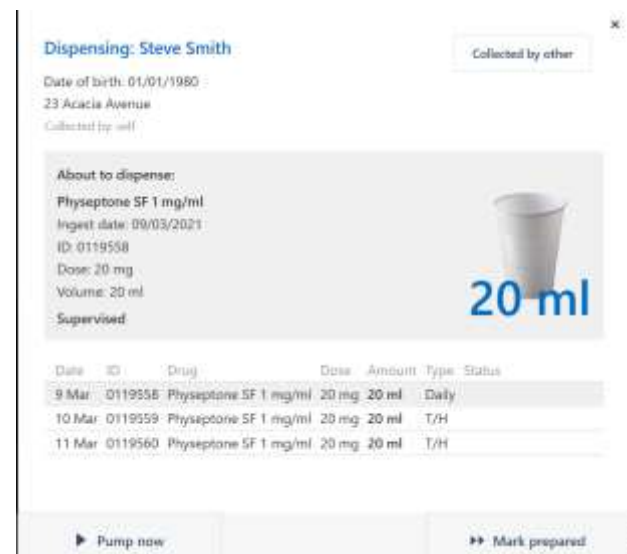 ×
Dispensing: Steve Smith
Collected by other
Date of birth: 01/01/1980
23 Acacia Avenue
Collected by: self
About to dispense:
Physeptone SF 1 mg/ml
Ingest date: 09/03/2021
ID: 0119558
Dose: 20 mg
Volume: 20 ml
Supervised
20 ml
Date ID Drug Dose Amount Type Status
9 Mar 0119558 Physeptone SF 1 mg/ml 20 mg 20 ml Daily
10 Mar 0119559 Physeptone SF 1 mg/ml 20 mg 20 ml T/H
11 Mar 0119560 Physeptone SF 1 mg/ml 20 mg 20 ml T/H
Pump now
Mark prepared